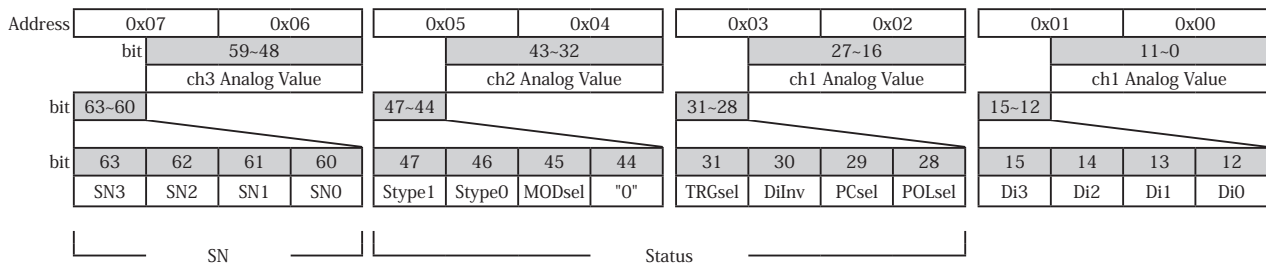 Address 0x07 0x06 0x05 0x04 0x03 0x02 0x01 0x00
bit 59~48 43~32 27~16 11~0
ch3 Analog Value ch2 Analog Value ch1 Analog Value ch1 Analog Value
bit 63~60 47~44 31~28 15~12
bit 63 62 61 60 47 46 45 44 31 30 29 28 15 14 13 12
SN3 SN2 SN1 SN0 Stype1 Stype0 MODsel "0" TRGsel DiInv PCsel POLsel Di3 Di2 Di1 Di0
SN Status